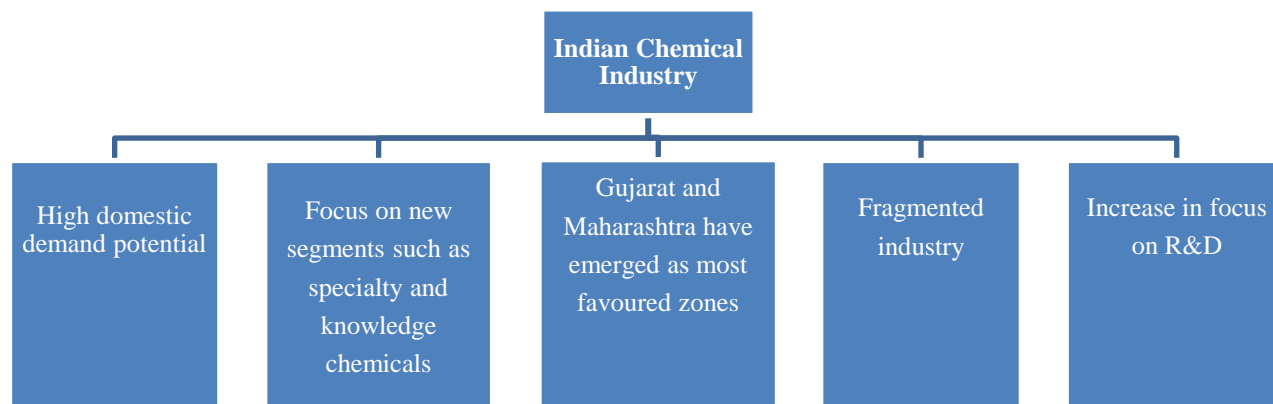 Indian Chemical
Industry
High domestic
demand potential
Focus on new
segments such as
specialty and
knowledge
chemicals
Gujarat and
Maharashtra have
emerged as most
favoured zones
Fragmented
industry
Increase in focus
on R&D